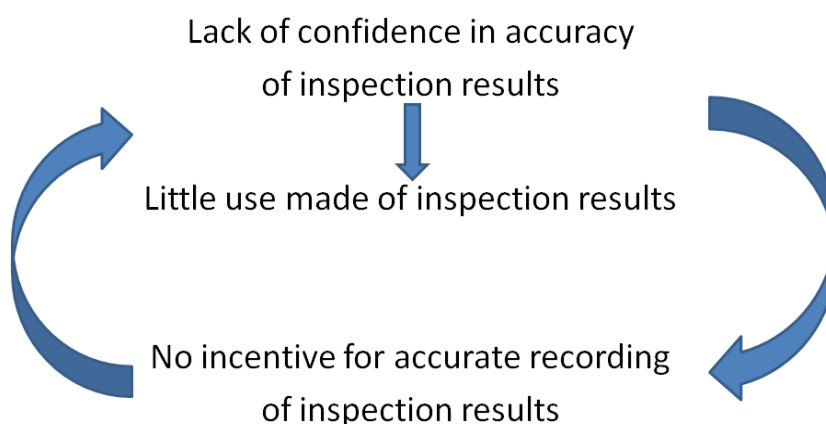 Lack of confidence in accuracy
of inspection results
Little use made of inspection results
No incentive for accurate recording
of inspection results